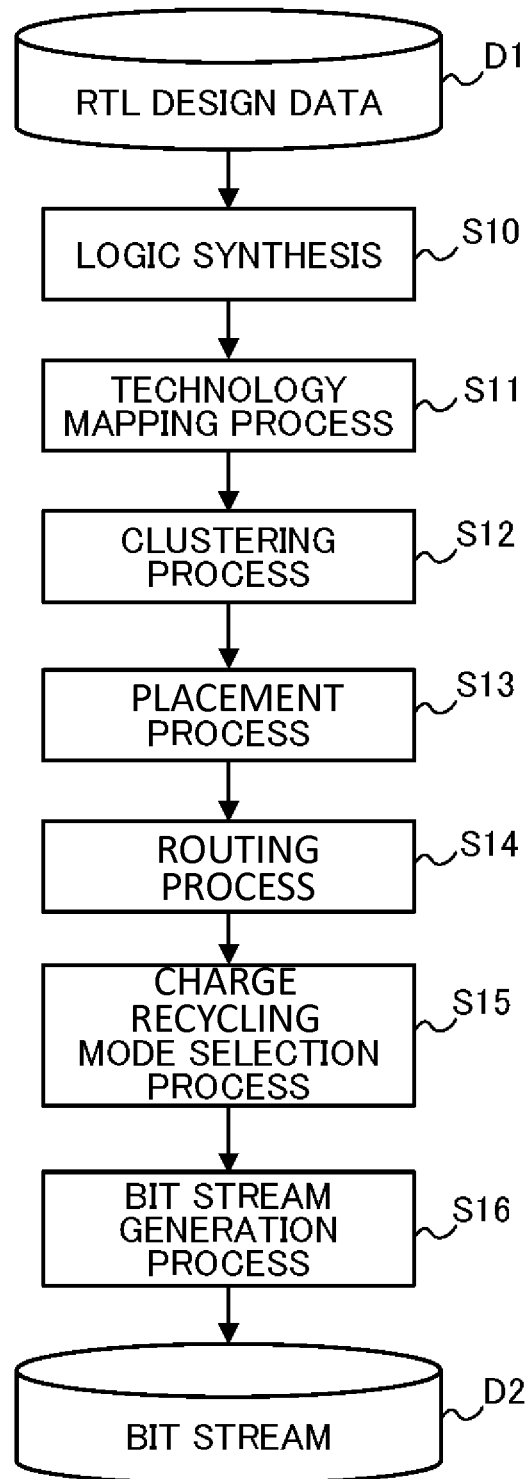 D1
RTL DESIGN DATA
S10
LOGIC SYNTHESIS
S11
TECHNOLOGY
MAPPING PROCESS
S12
CLUSTERING
PROCESS
S13
PLACEMENT
PROCESS
S14
ROUTING
PROCESS
S15
CHARGE
RECYCLING
MODE SELECTION
PROCESS
S16
BIT STREAM
GENERATION
PROCESS
D2
BIT STREAM